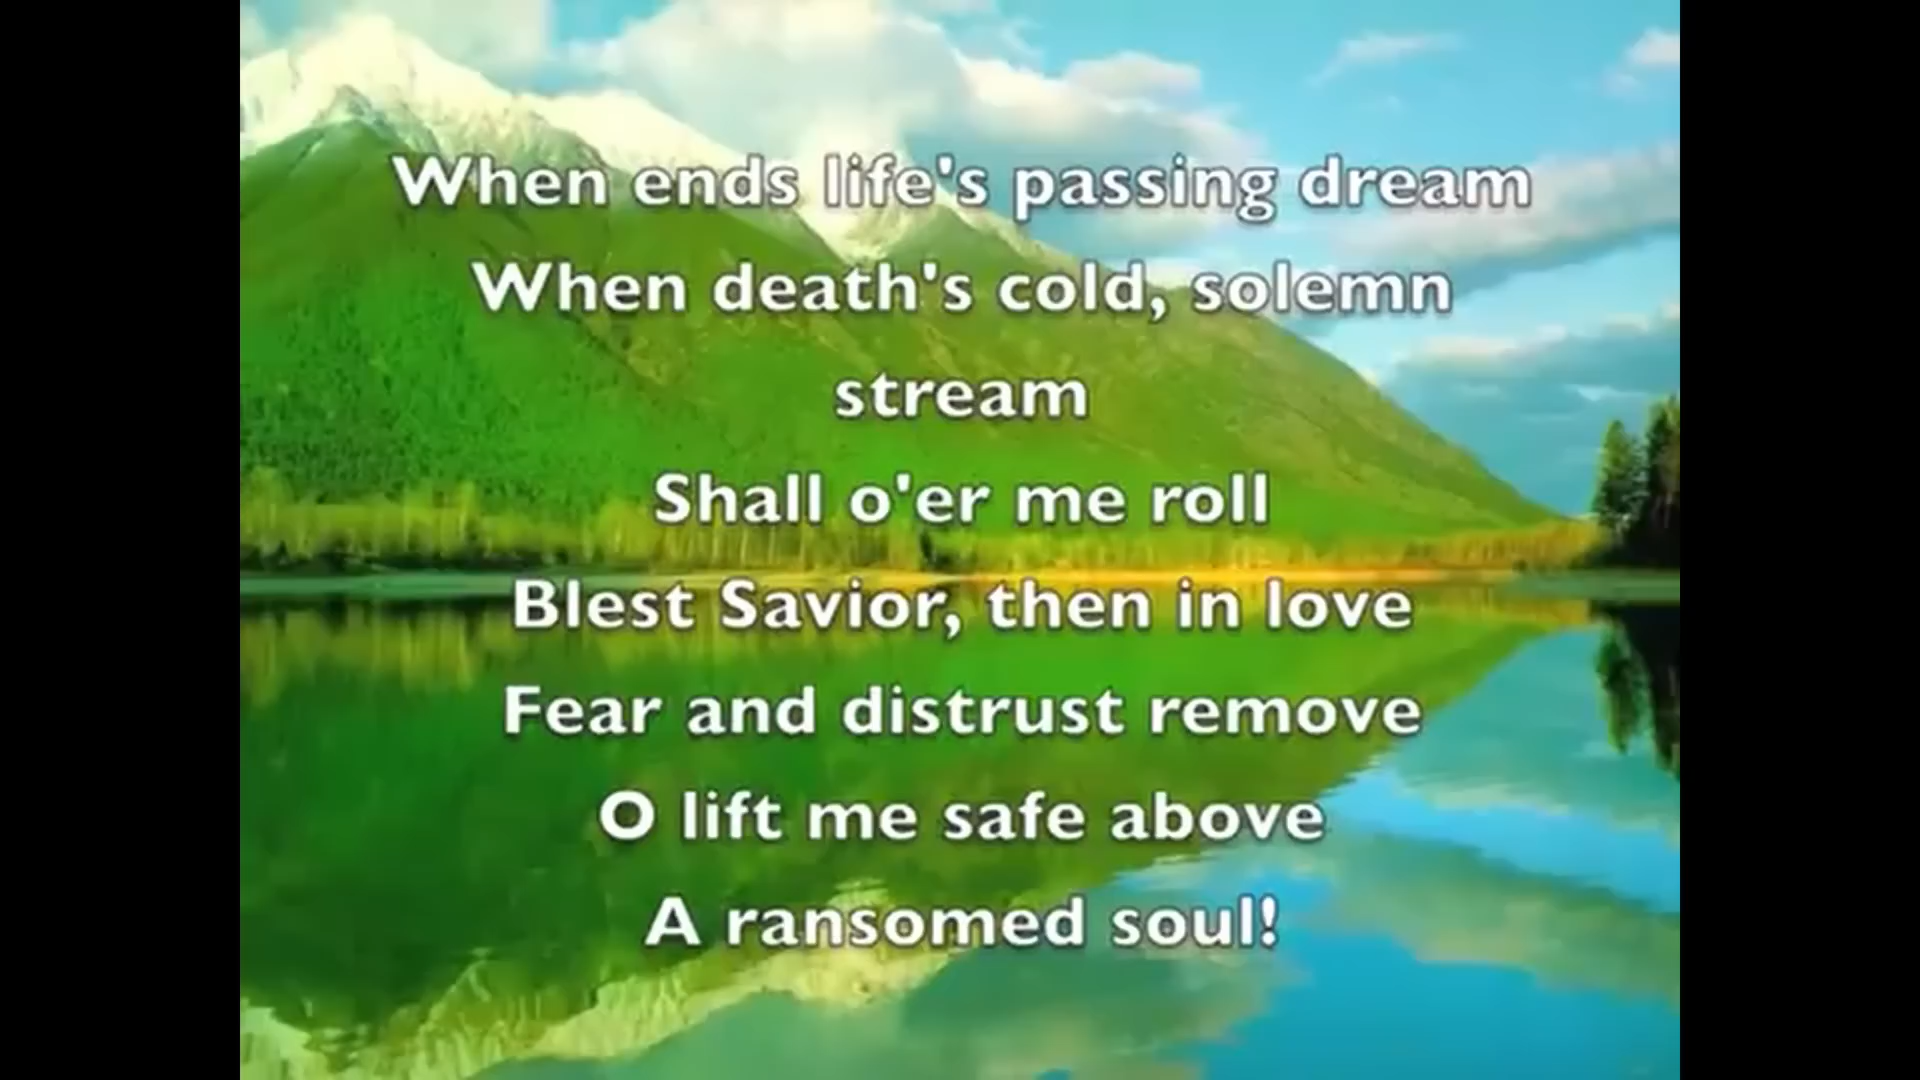 When ends life's passing dream
When death's cold, solemn
stream
Shall o'er me roll
Blest Savior, then in love
Fear and distrust remove
O lift me safe above
A ransomed soul!